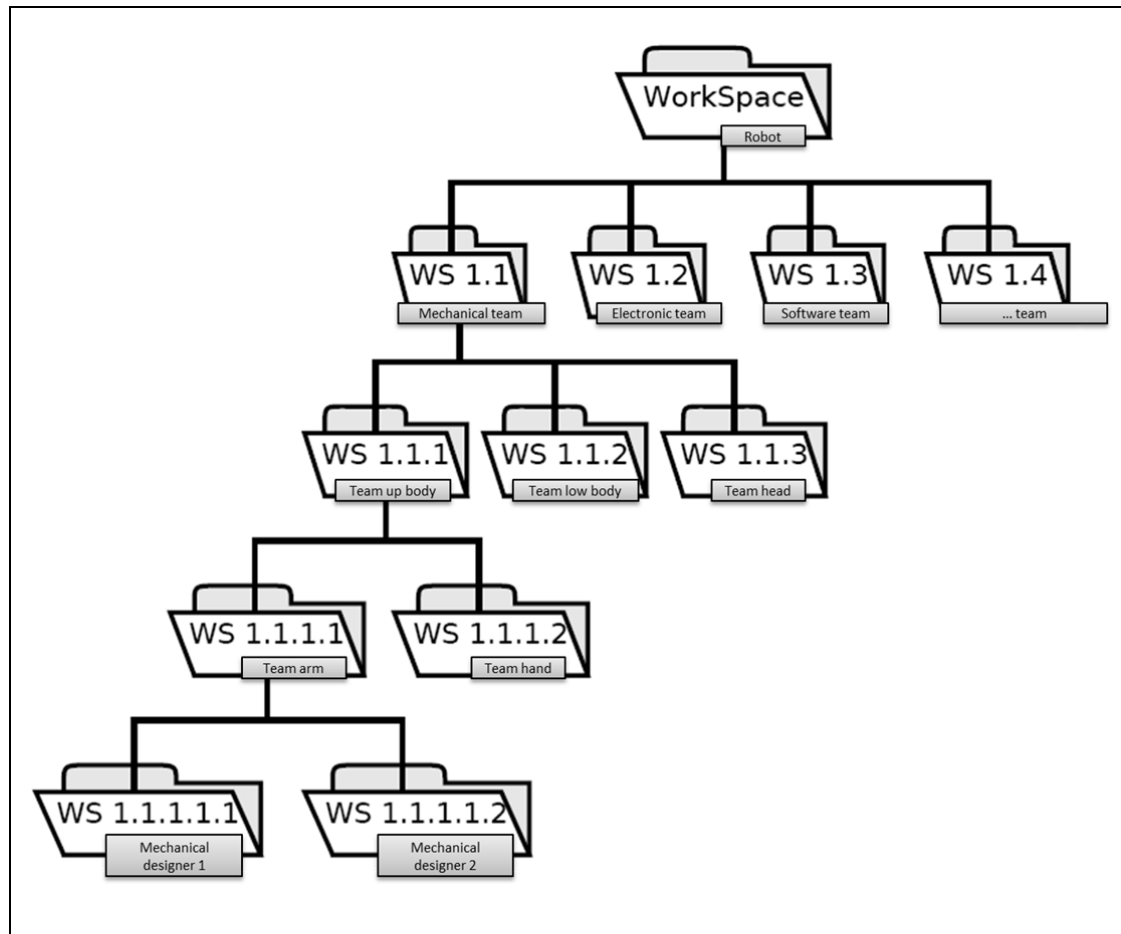 WorkSpace
Robot
WS 1.1
Mechanical team
WS 1.2
Electronic team
WS 1.3
Software team
WS 1.4
... team
WS 1.1.1
Team up body
WS 1.1.2
Team low body
WS 1.1.3
Team head
WS 1.1.1.1
Team arm
WS 1.1.1.2
Team hand
WS 1.1.1.1.1
Mechanical
designer 1
WS 1.1.1.1.2
Mechanical
designer 2